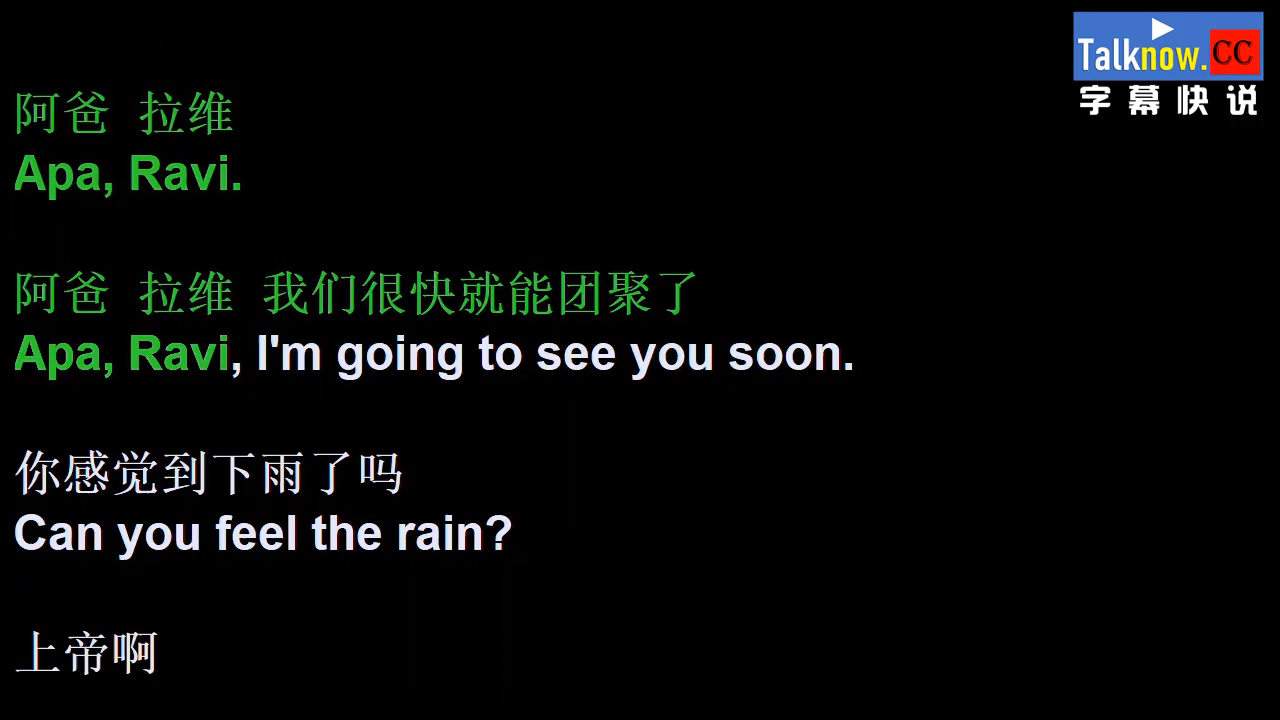 Talknow.CC
字幕快说
阿爸 拉维
Apa, Ravi.
阿爸 拉维 我们很快就能团聚了
Apa, Ravi, I'm going to see you soon.
你感觉到下雨了吗
Can you feel the rain?
上帝啊